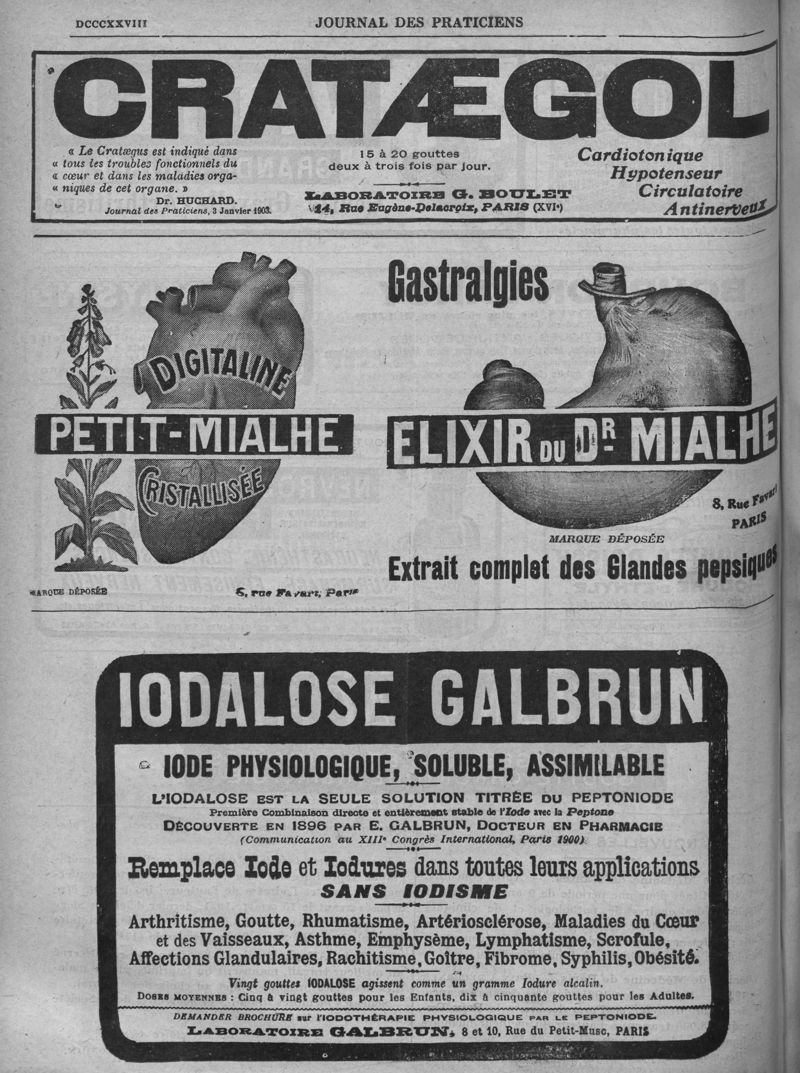 DCCCXXVIII
JOURNAL DES PRATICIENS
CRATÆGOL
« Le Cratægus est indiqué dans
« tous les troubles fonctionnels du
« cœur et dans les maladies orga-
« niques de cet organe. »
Dr. HUCHARD.
Journal des Praticiens, 3 Janvier 1903.
15 à 20 gouttes
deux à trois fois par jour.
LABORATOIRE G. BOULET
24, Rue Eugène-Delacroix, PARIS (XVIe)
Cardiotonique
Hypotenseur
Circulatoire
Antinerveux
DIGITALINE
PETIT-MIALHE
CRISTALLISÉE
MARQUE DÉPOSÉE
rue Favart, Paris
Gastralgies
ELIXIR DU DR MIALHE
8, Rue Favart
PARIS
MARQUE DÉPOSÉE
Extrait complet des Glandes pepsiques
IODALOSE GALBRUN
IODE PHYSIOLOGIQUE, SOLUBLE, ASSIMILABLE
L'IODALOSE EST LA SEULE SOLUTION TITRÉE DU PEPTONIODE
Première Combinaison directe et entièrement stable de l'Iode avec la Peptone
DÉCOUVERTE EN 1896 PAR E. GALBRUN, DOCTEUR EN PHARMACIE
(Communication au XIIIe Congrès International, Paris 1900)
Remplace Iode et Iodures dans toutes leurs applications
SANS IODISME
Arthritisme, Goutte, Rhumatisme, Artériosclérose, Maladies du Cœur
et des Vaisseaux, Asthme, Emphysème, Lymphatisme, Scrofule,
Affections Glandulaires, Rachitisme, Goître, Fibrome, Syphilis, Obésité.
Vingt gouttes IODALOSE agissent comme un gramme Iodure alcalin.
DOSES MOYENNES : Cinq à vingt gouttes pour les Enfants, dix à cinquante gouttes pour les Adultes.
DEMANDER BROCHURE sur l'IODOTHÉRAPIE PHYSIOLOGIQUE PAR LE PEPTONIODE.
LABORATOIRE GALBRUN, 8 et 10, Rue du Petit-Musc, PARIS